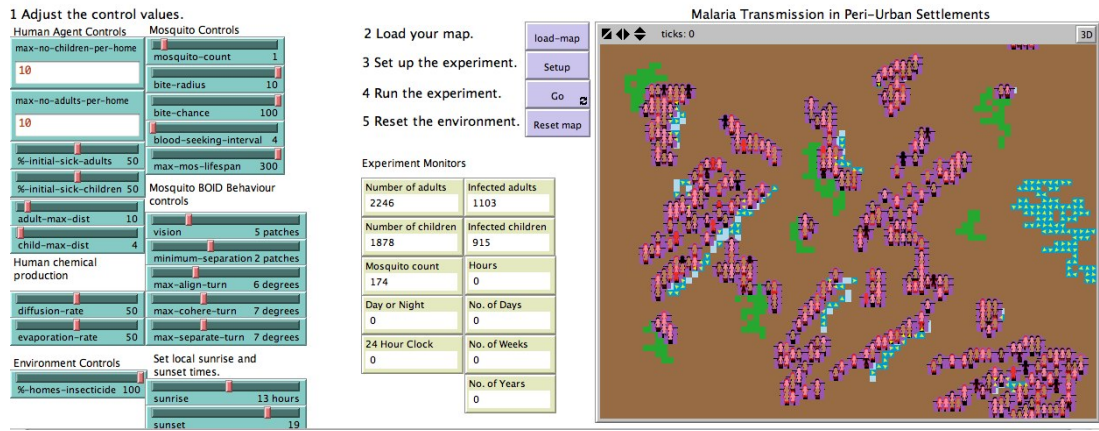 1 Adjust the control values.
Human Agent Controls
max-no-children-per-home
10
max-no-adults-per-home
10
%-initial-sick-adults 50
%-initial-sick-children 50
adult-max-dist 10
child-max-dist 4
Human chemical
production
diffusion-rate 50
evaporation-rate 50
Environment Controls
%-homes-insecticide 100
Mosquito Controls
mosquito-count 1
bite-radius 10
bite-chance 100
blood-seeking-interval 4
max-mos-lifespan 300
Mosquito BOID Behaviour
controls
vision 5 patches
minimum-separation 2 patches
max-align-turn 6 degrees
max-cohere-turn 7 degrees
max-separate-turn 7 degrees
Set local sunrise and
sunset times.
sunrise 13 hours
sunset 19
2 Load your map.
load-map
3 Set up the experiment.
Setup
4 Run the experiment.
Go
5 Reset the environment.
Reset map
Experiment Monitors
Number of adults
2246
Infected adults
1103
Number of children
1878
Infected children
915
Mosquito count
174
Hours
0
Day or Night
0
No. of Days
0
24 Hour Clock
0
No. of Weeks
0
No. of Years
0
Malaria Transmission in Peri-Urban Settlements
ticks: 0
3D